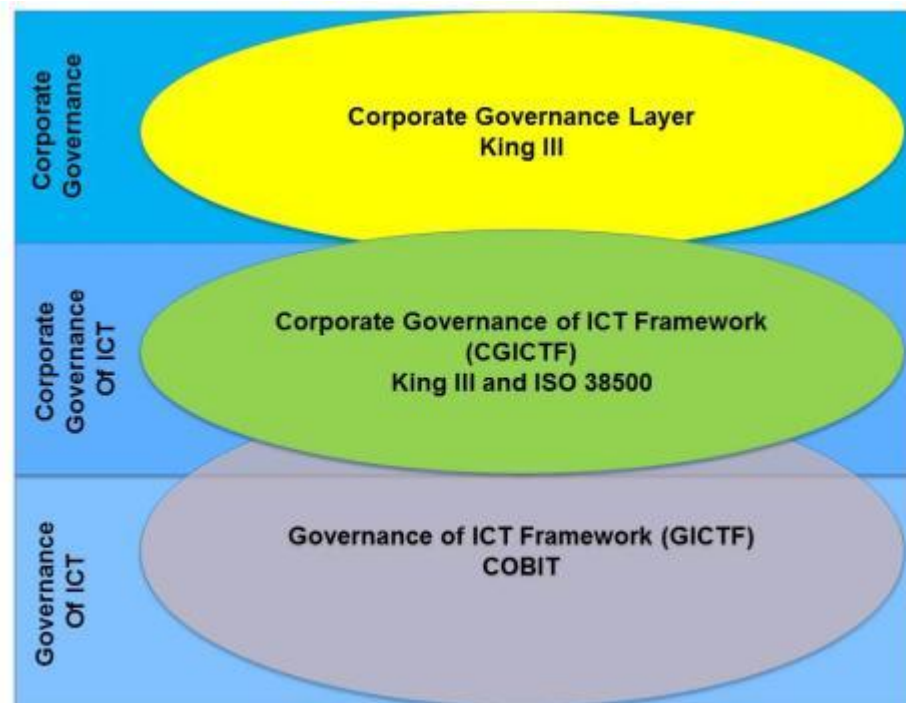 Corporate
Governance
Corporate Governance Layer
King III
Corporate
Governance
Of ICT
Corporate Governance of ICT Framework
(CGICTF)
King III and ISO 38500
Governance
Of ICT
Governance of ICT Framework (GICTF)
COBIT